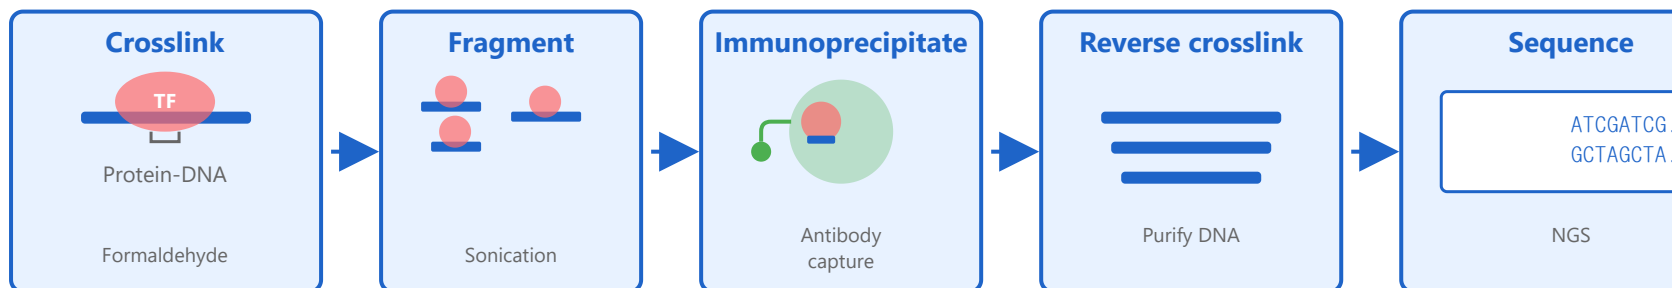 Crosslink
TF
Protein-DNA
Formaldehyde
Fragment
Sonication
Immunoprecipitate
Antibody
capture
Reverse crosslink
Purify DNA
Sequence
ATCGATCG.
GCTAGCTA.
NGS